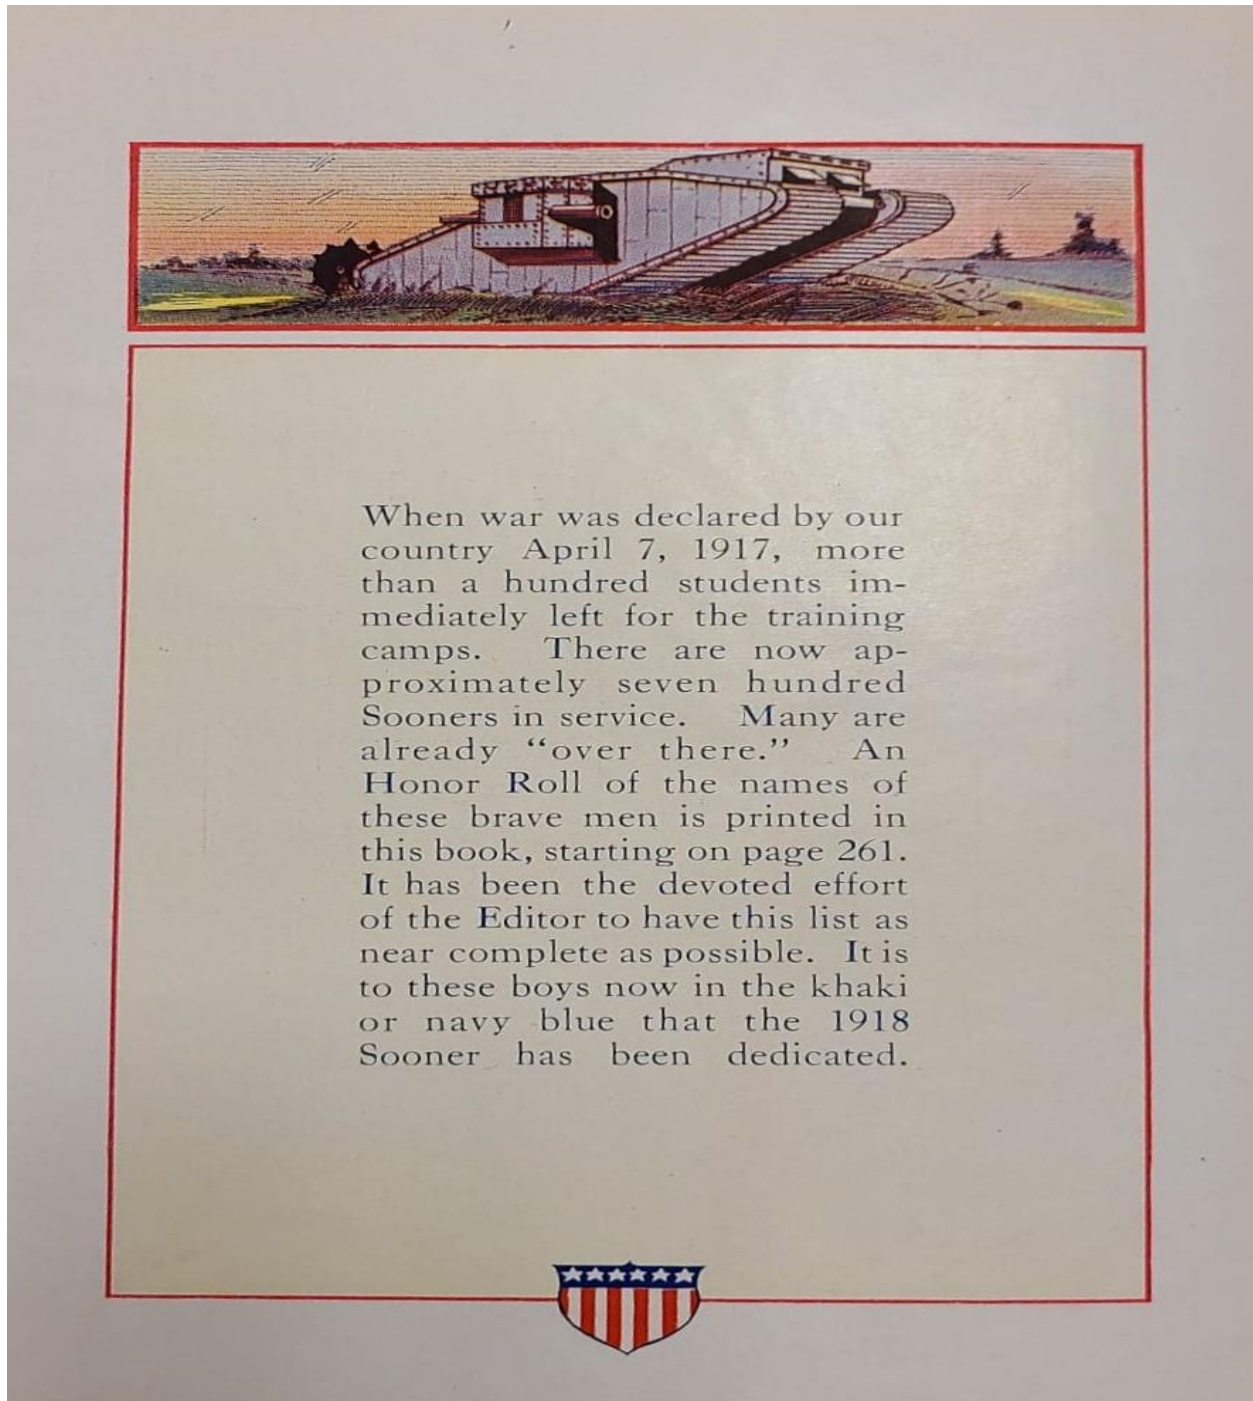 When war was declared by our
country April 7, 1917, more
than a hundred students im-
mediately left for the training
camps. There are now ap-
proximately seven hundred
Sooners in service. Many are
already “over there.” An
Honor Roll of the names of
these brave men is printed in
this book, starting on page 261.
It has been the devoted effort
of the Editor to have this list as
near complete as possible. It is
to these boys now in the khaki
or navy blue that the 1918
Sooner has been dedicated.